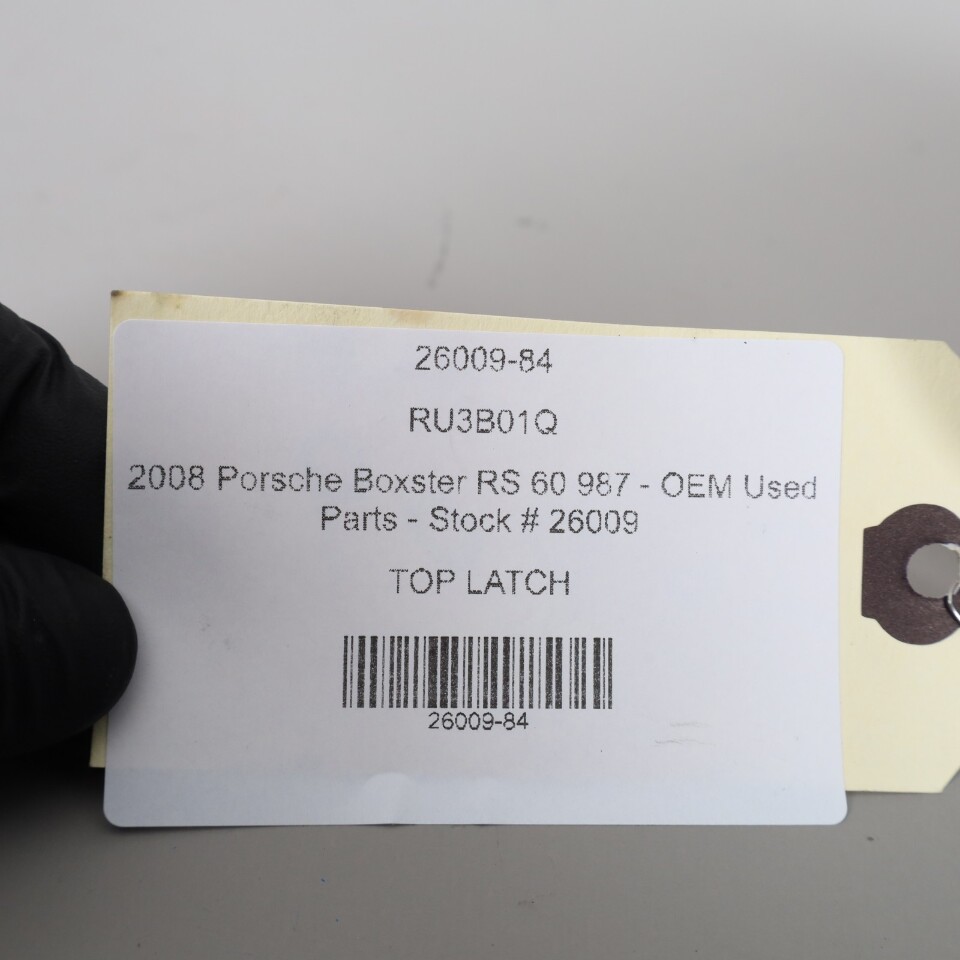 26009-84
RU3B01Q
2008 Porsche Boxster RS 60 987 - OEM Used
Parts - Stock # 26009
TOP LATCH
26009-84